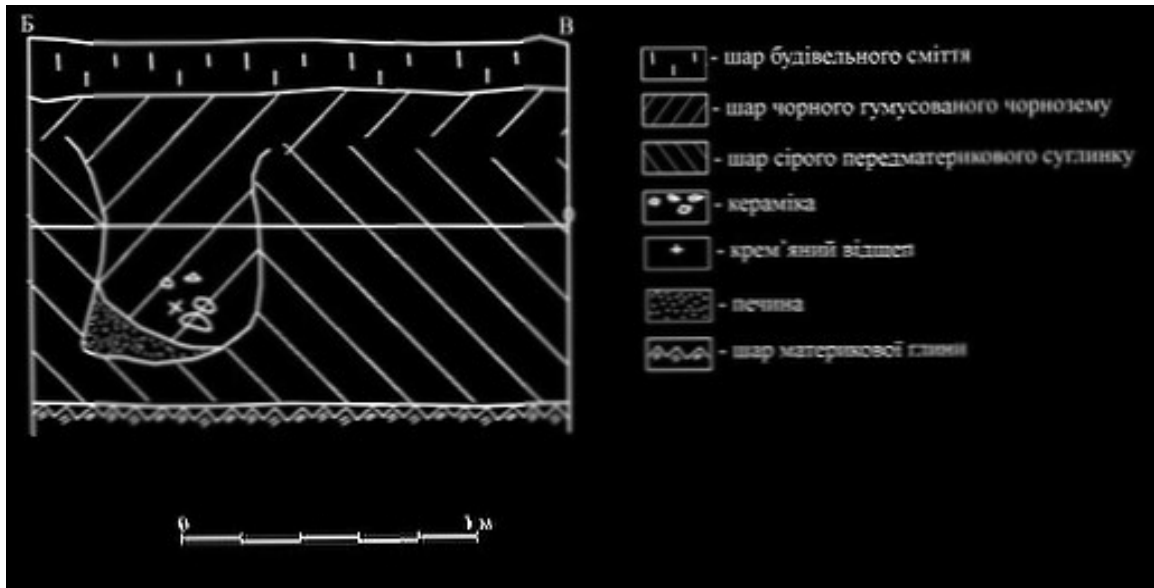 Б
В
- шар будівельного сміття
- шар чорного гумусованого чорнозему
- шар сірого передматерикового суглинку
- кераміка
- крем`яний відщеп
- печина
- шар материкової глини
0
0 1 м